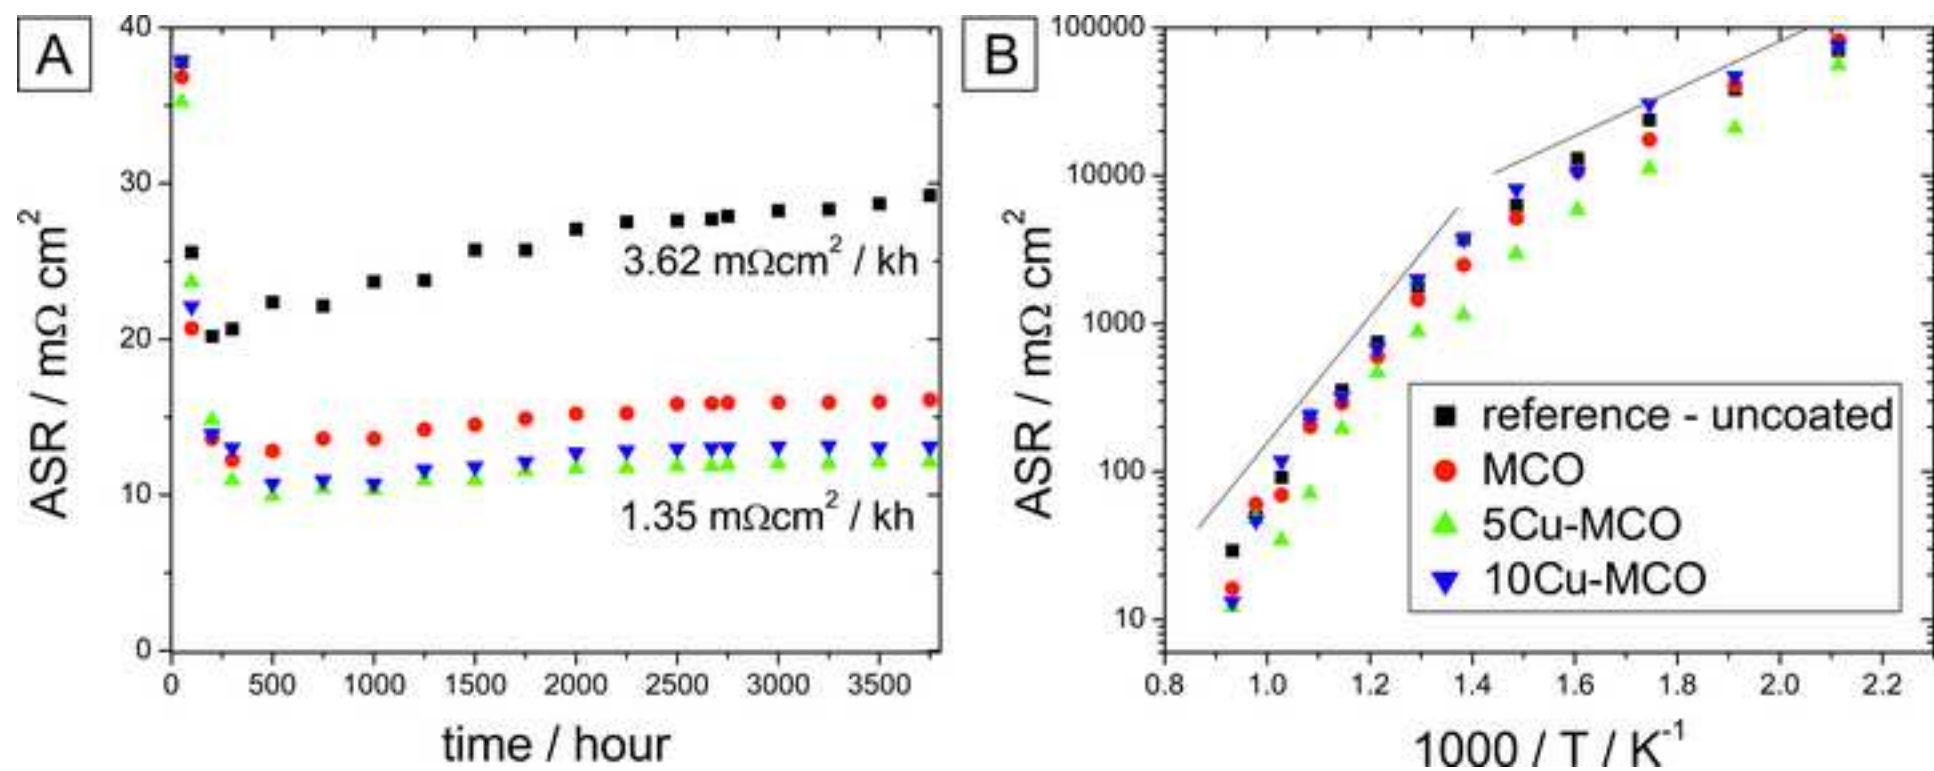 A
40
30
20
10
0
ASR / mΩ cm²
3.62 mΩcm² / kh
1.35 mΩcm² / kh
0 500 1000 1500 2000 2500 3000 3500
time / hour
B
100000
10000
1000
100
10
ASR / mΩ cm²
reference - uncoated
MCO
5Cu-MCO
10Cu-MCO
0.8 1.0 1.2 1.4 1.6 1.8 2.0 2.2
1000 / T / K⁻¹